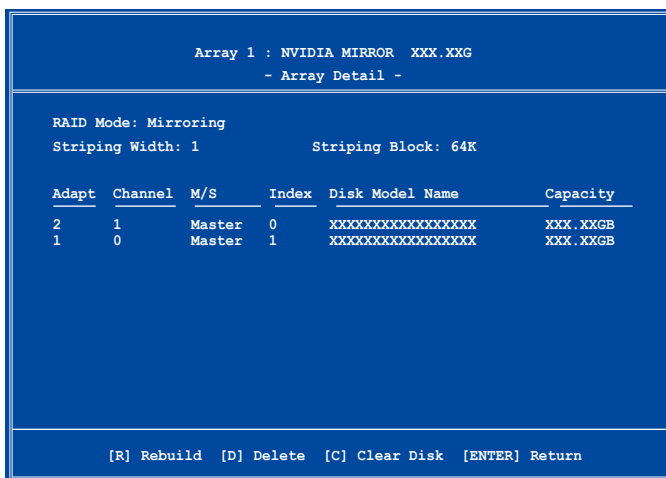 Array 1 : NVIDIA MIRROR XXX.XXG
- Array Detail -
RAID Mode: Mirroring
Striping Width: 1 Striping Block: 64K
Adapt Channel M/S Index Disk Model Name Capacity
2 1 Master 0 XXXXXXXXXXXXXXXXX XXX.XXGB
1 0 Master 1 XXXXXXXXXXXXXXXXX XXX.XXGB
[R] Rebuild [D] Delete [C] Clear Disk [ENTER] Return